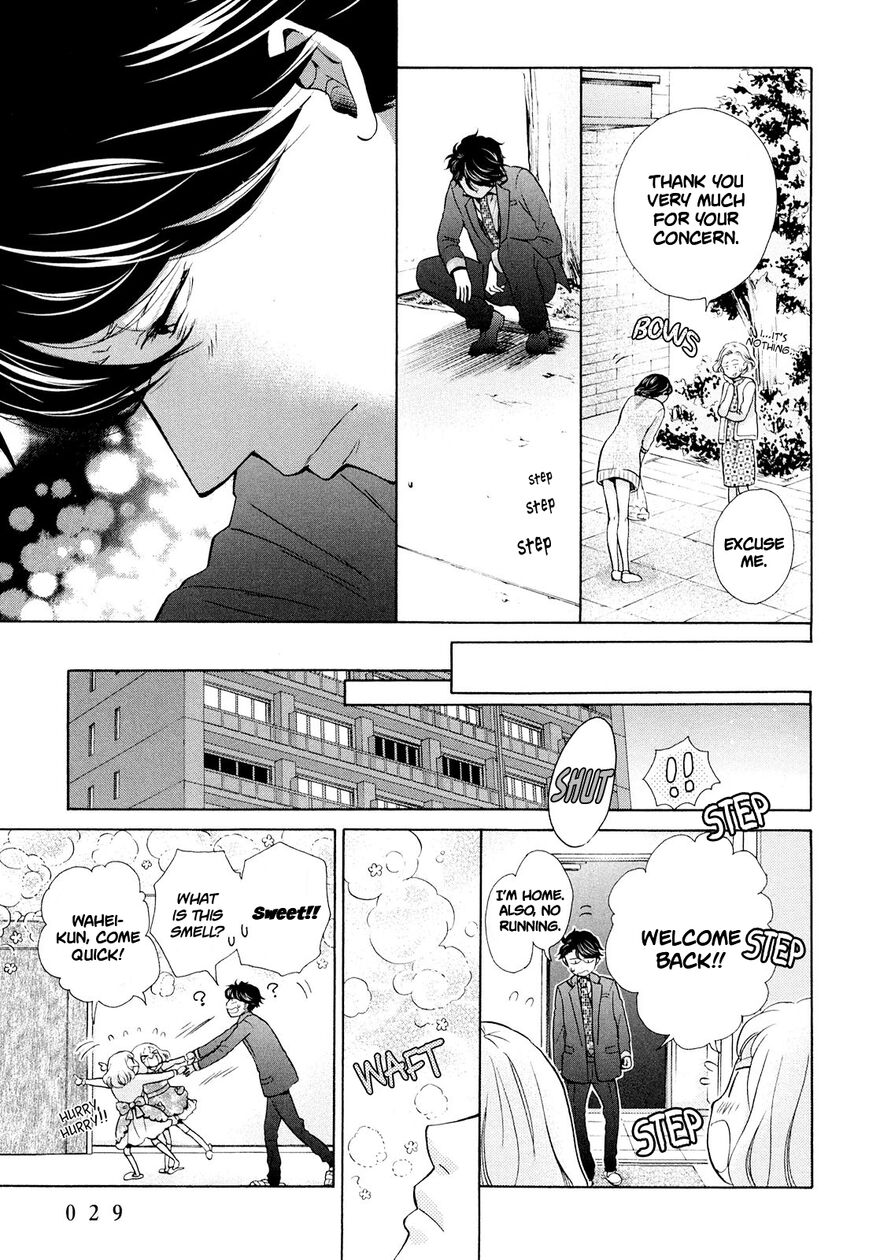 THANK YOU
VERY MUCH
FOR YOUR
CONCERN.
BOWS
I...IT'S
NOTHING...
EXCUSE
ME.
step
step
step
SHUT
!!
STEP
WELCOME
BACK!!
STEP
I'M HOME.
ALSO, NO
RUNNING.
STEP
WAFT
Sweet!!
WHAT
IS THIS
SMELL?
? ?
WAHEI-
KUN, COME
QUICK!
HURRY
HURRY!!
029